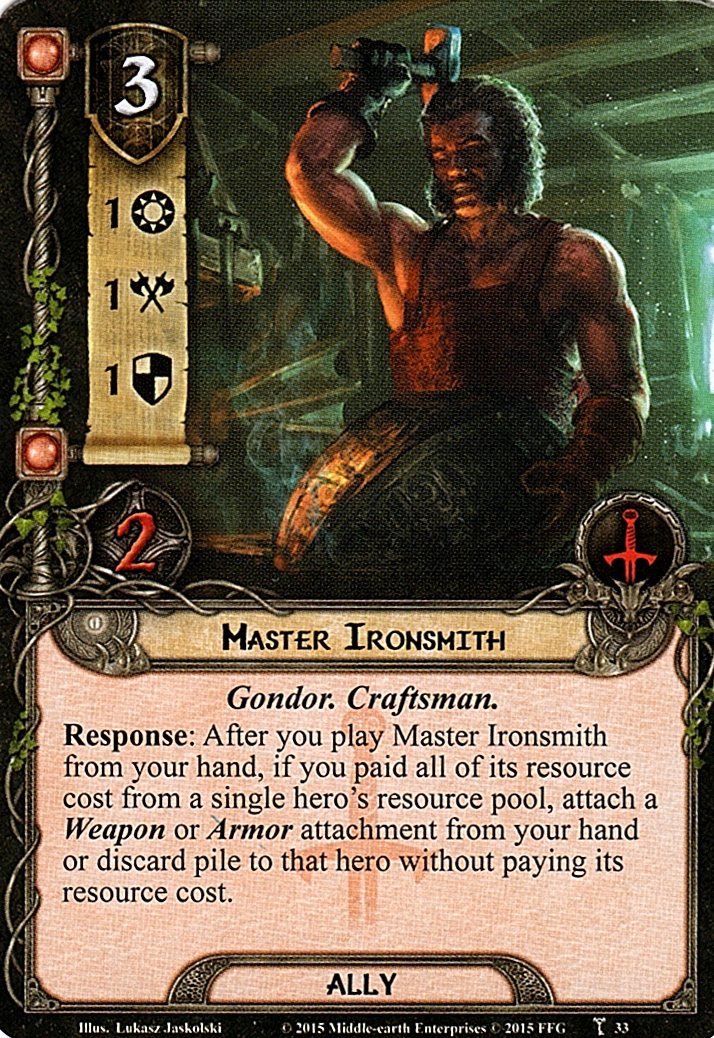 3
1
1
1
2
Master Ironsmith
Gondor. Craftsman.
Response: After you play Master Ironsmith
from your hand, if you paid all of its resource
cost from a single hero's resource pool, attach a
Weapon or Armor attachment from your hand
or discard pile to that hero without paying its
resource cost.
Ally
Illus. Lukasz Jaskolski © 2015 Middle-earth Enterprises © 2015 FFG 33